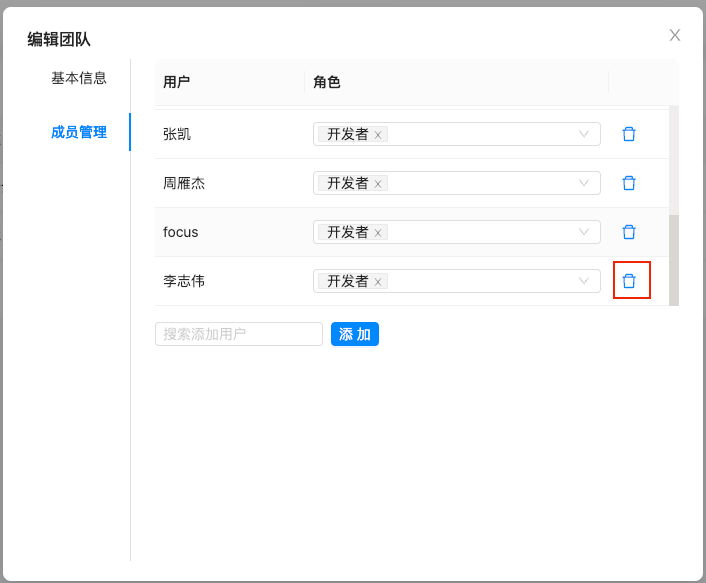 编辑团队
基本信息
成员管理
用户 角色
张凯 开发者 x
周雁杰 开发者 x
focus 开发者 x
李志伟 开发者 x
搜索添加用户 添 加